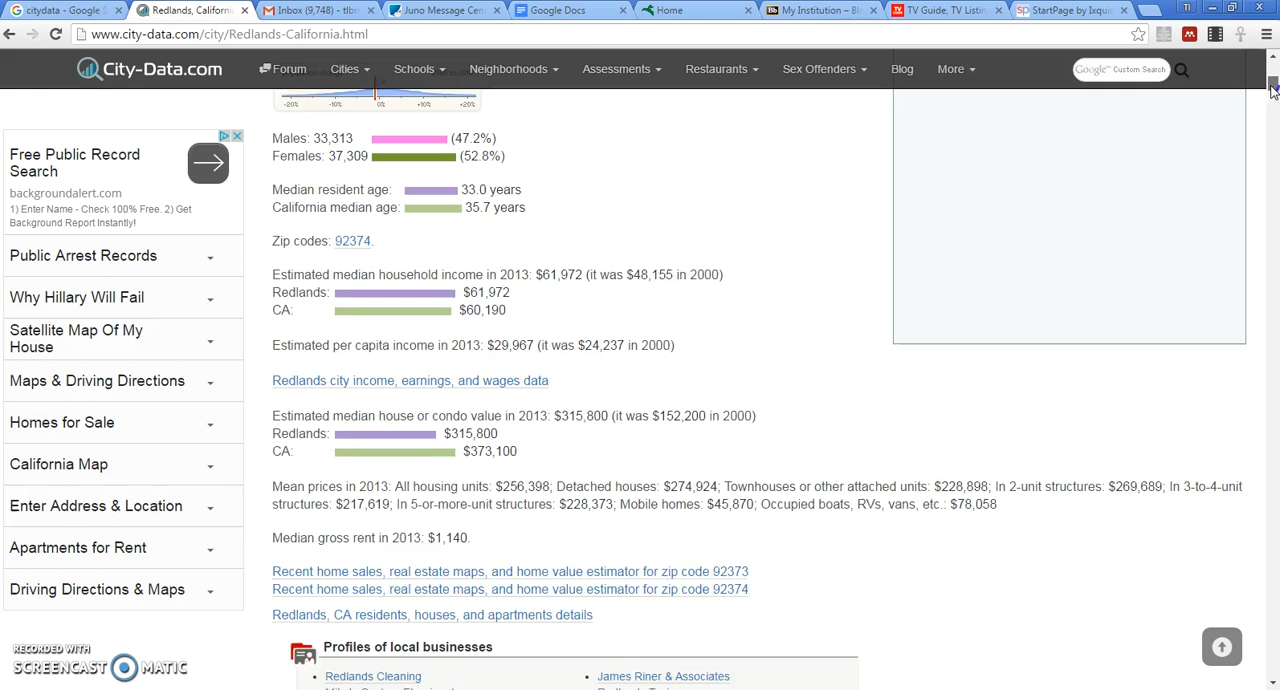 citydata - Google S
Redlands, Californi
Inbox (9,748) - tlbr
Juno Message Cent
Google Docs
Home
My Institution – Bl
TV Guide, TV Listin
StartPage by Ixquic
Ti
www.city-data.com/city/Redlands-California.html
City-Data.com
Forum
Cities
Schools
Neighborhoods
Assessments
Restaurants
Sex Offenders
Blog
More
Google™ Custom Search
-20% -10% 0% +10% +20%
Males: 33,313 (47.2%)
Females: 37,309 (52.8%)
Median resident age: 33.0 years
California median age: 35.7 years
Zip codes: 92374.
Estimated median household income in 2013: $61,972 (it was $48,155 in 2000)
Redlands: $61,972
CA: $60,190
Estimated per capita income in 2013: $29,967 (it was $24,237 in 2000)
Redlands city income, earnings, and wages data
Estimated median house or condo value in 2013: $315,800 (it was $152,200 in 2000)
Redlands: $315,800
CA: $373,100
Mean prices in 2013: All housing units: $256,398; Detached houses: $274,924; Townhouses or other attached units: $228,898; In 2-unit structures: $269,689; In 3-to-4-unit
structures: $217,619; In 5-or-more-unit structures: $228,373; Mobile homes: $45,870; Occupied boats, RVs, vans, etc.: $78,058
Median gross rent in 2013: $1,140.
Recent home sales, real estate maps, and home value estimator for zip code 92373
Recent home sales, real estate maps, and home value estimator for zip code 92374
Redlands, CA residents, houses, and apartments details
Profiles of local businesses
Redlands Cleaning
James Riner & Associates
Free Public Record
Search
backgroundalert.com
1) Enter Name - Check 100% Free. 2) Get
Background Report Instantly!
Public Arrest Records
Why Hillary Will Fail
Satellite Map Of My
House
Maps & Driving Directions
Homes for Sale
California Map
Enter Address & Location
Apartments for Rent
Driving Directions & Maps
RECORDED WITH
SCREENCAST MATIC